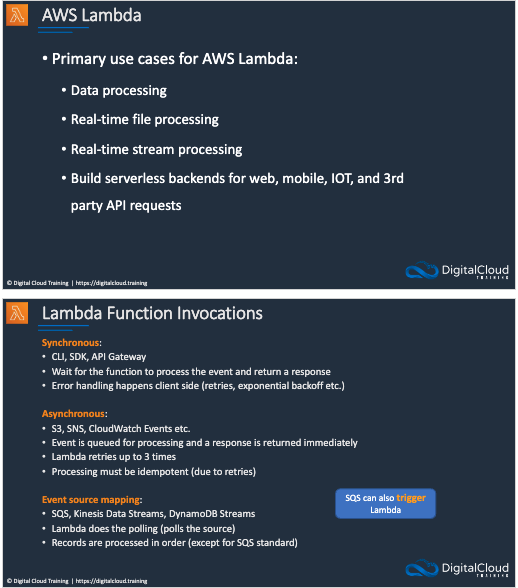 AWS Lambda
• Primary use cases for AWS Lambda:
• Data processing
• Real-time file processing
• Real-time stream processing
• Build serverless backends for web, mobile, IOT, and 3rd
party API requests
© Digital Cloud Training | https://digitalcloud.training
DigitalCloud
TRAINING
Lambda Function Invocations
Synchronous:
• CLI, SDK, API Gateway
• Wait for the function to process the event and return a response
• Error handling happens client side (retries, exponential backoff etc.)
Asynchronous:
• S3, SNS, CloudWatch Events etc.
• Event is queued for processing and a response is returned immediately
• Lambda retries up to 3 times
• Processing must be idempotent (due to retries)
Event source mapping:
• SQS, Kinesis Data Streams, DynamoDB Streams
• Lambda does the polling (polls the source)
• Records are processed in order (except for SQS standard)
SQS can also trigger
Lambda
© Digital Cloud Training | https://digitalcloud.training
DigitalCloud
TRAINING